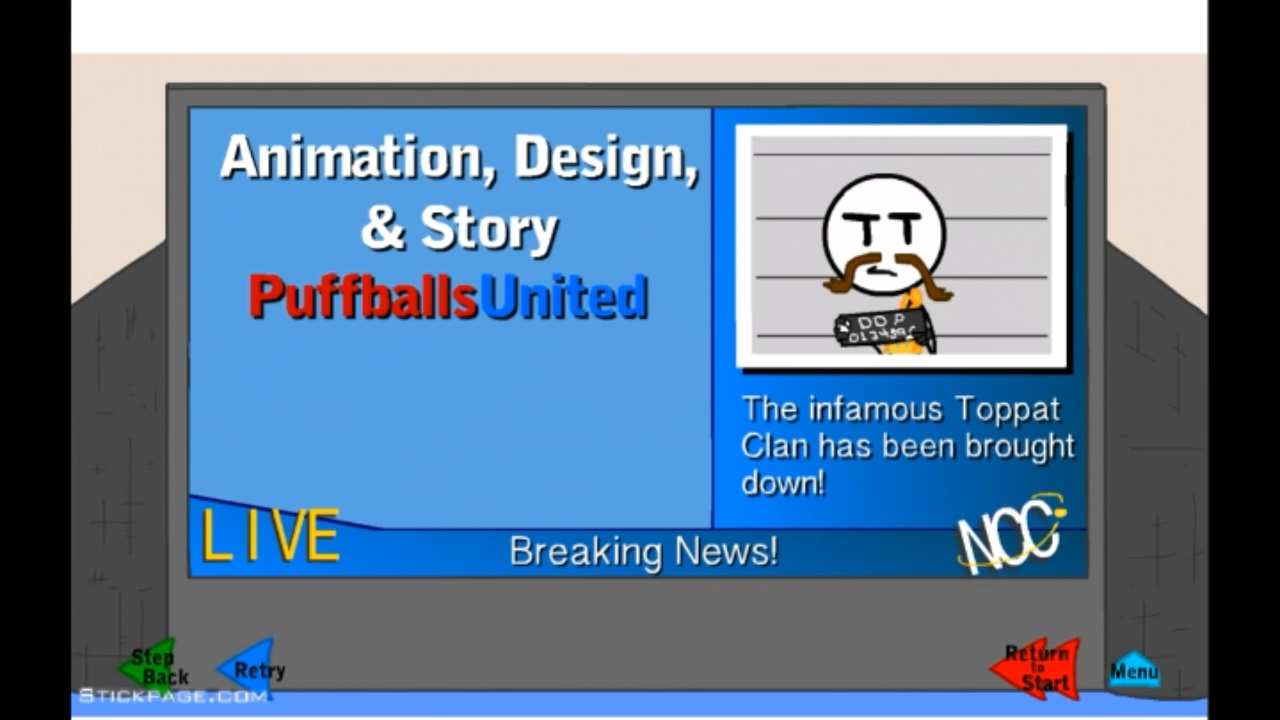 Animation, Design,
& Story
PuffballsUnited
DD P
The infamous Toppat
Clan has been brought
down!
LIVE
Breaking News!
NCC
Step
Back
Retry
Return
to
Start
Menu
STICKPAGE.COM